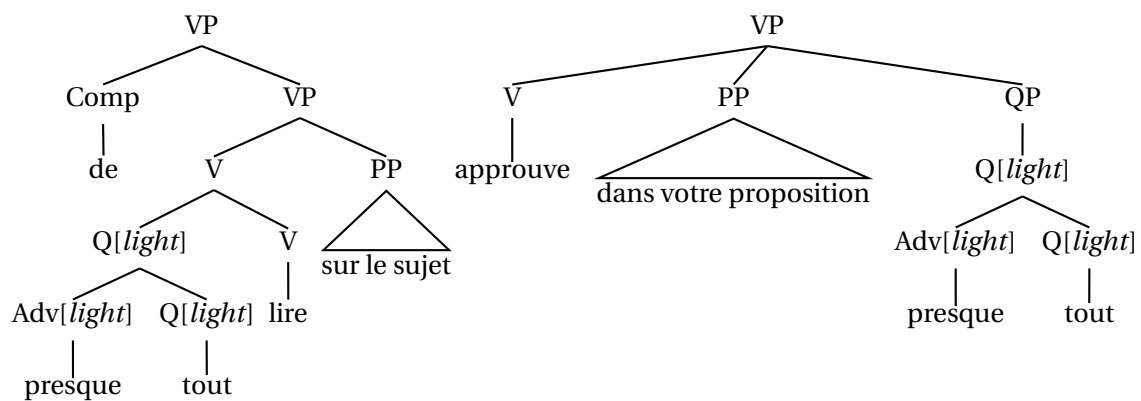 VP VP
Comp VP V PP QP
de V PP approuve dans votre proposition Q[light]
Q[light] V sur le sujet Adv[light] Q[light]
Adv[light] Q[light] lire presque tout
presque tout